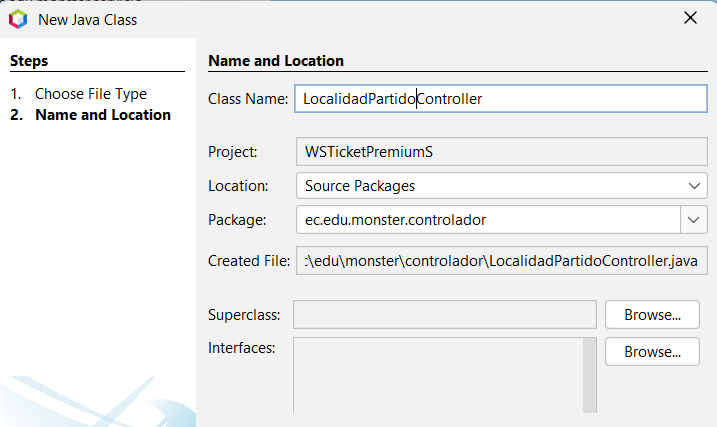 New Java Class
Steps
1. Choose File Type
2. Name and Location
Name and Location
Class Name: LocalidadPartidoController
Project: WSTicketPremiumS
Location: Source Packages
Package: ec.edu.monster.controlador
Created File: :\edu\monster\controlador\LocalidadPartidoController.java
Superclass: Browse...
Interfaces: Browse...